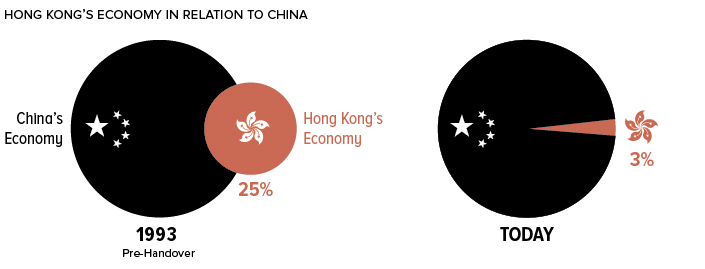 HONG KONG'S ECONOMY IN RELATION TO CHINA
China's
Economy
Hong Kong's
Economy
25%
1993
Pre-Handover
3%
TODAY